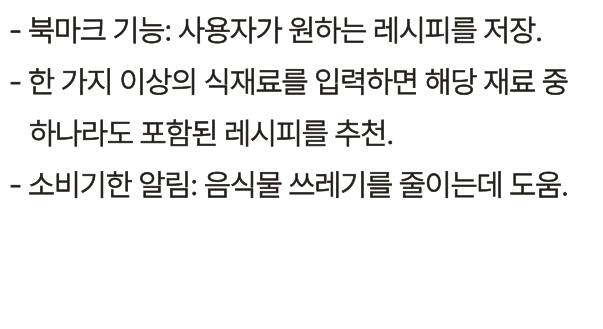 - 북마크 기능: 사용자가 원하는 레시피를 저장.
- 한 가지 이상의 식재료를 입력하면 해당 재료 중
하나라도 포함된 레시피를 추천.
- 소비기한 알림: 음식물 쓰레기를 줄이는데 도움.